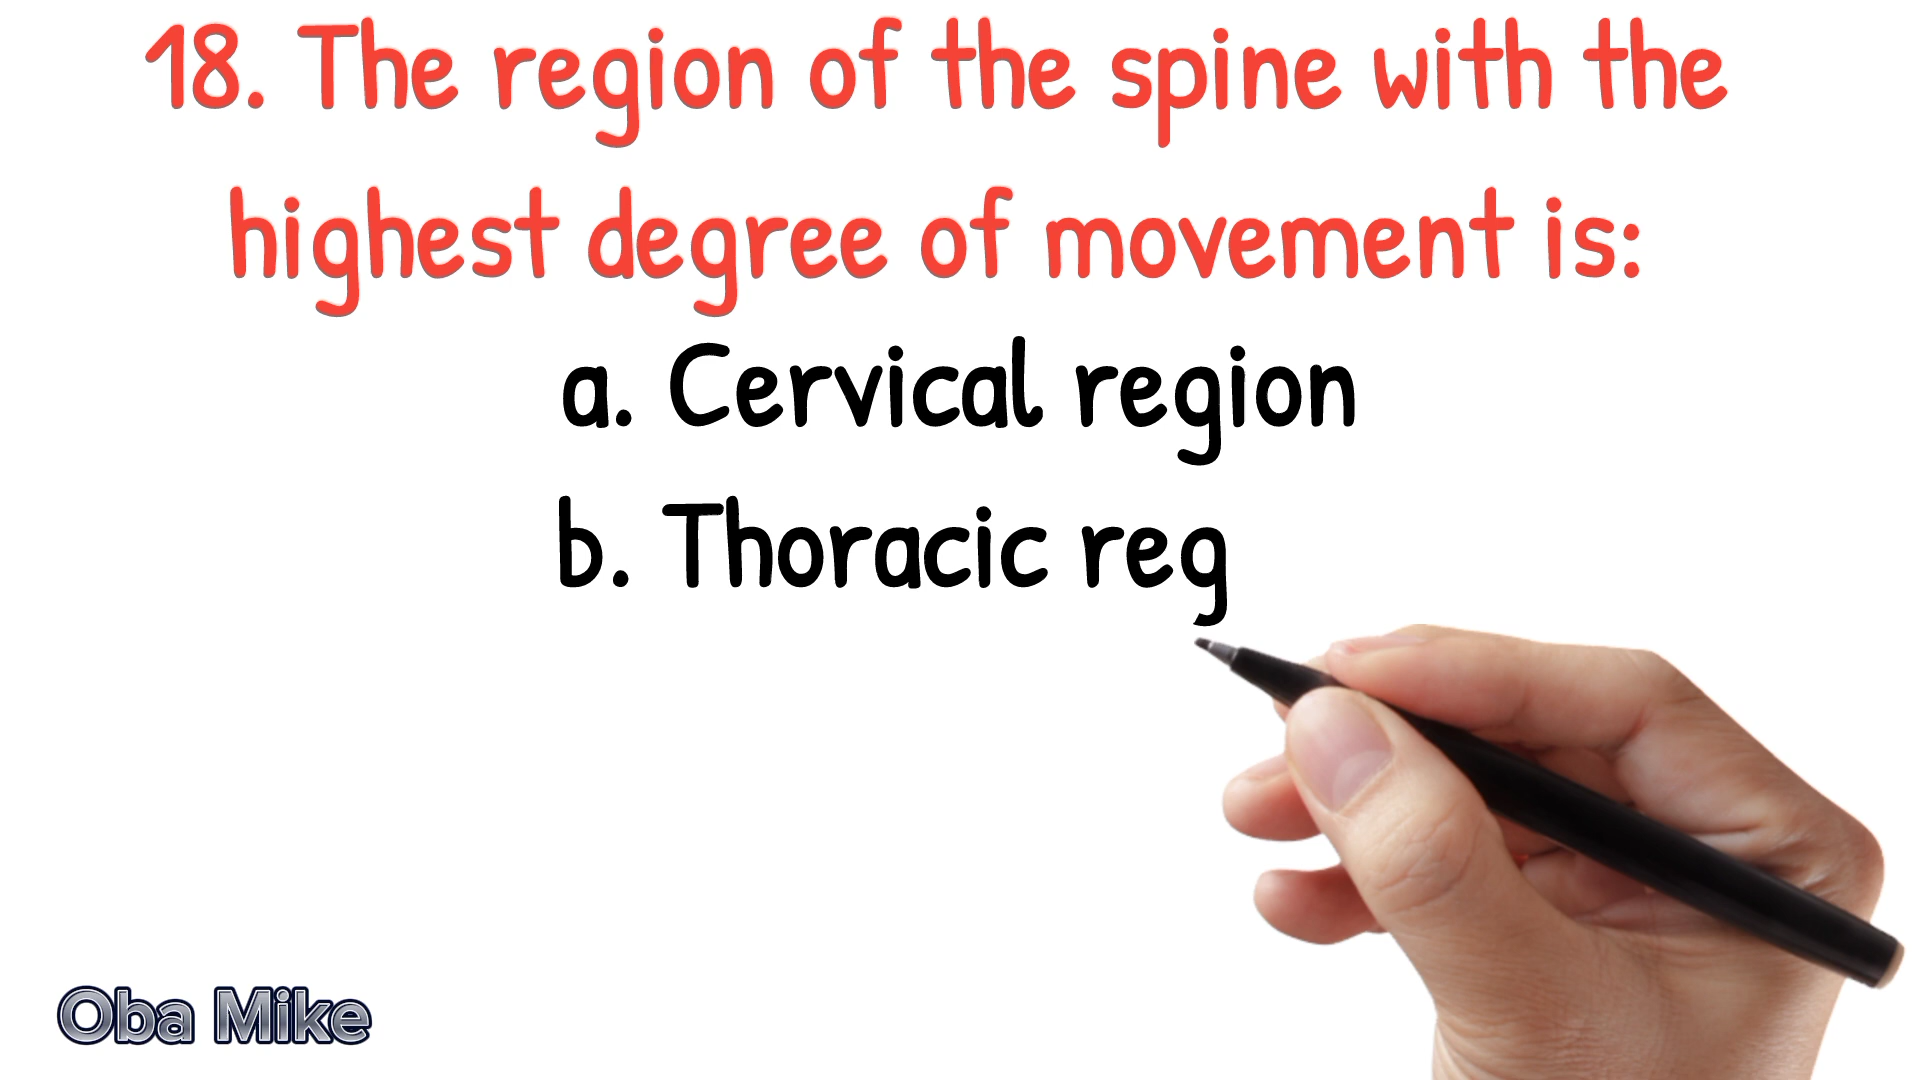 18. The region of the spine with the
highest degree of movement is:
a. Cervical region
b. Thoracic reg
Oba Mike